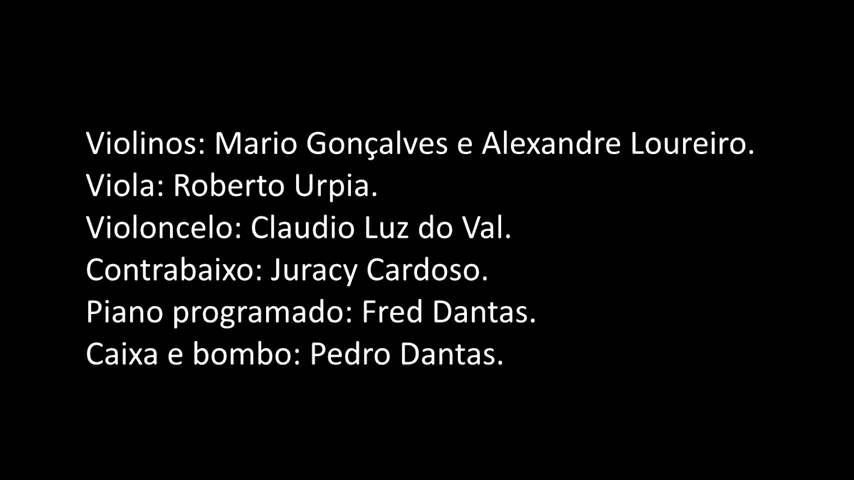 Violinos: Mario Gonçalves e Alexandre Loureiro.
Viola: Roberto Urpia.
Violoncelo: Claudio Luz do Val.
Contrabaixo: Juracy Cardoso.
Piano programado: Fred Dantas.
Caixa e bombo: Pedro Dantas.